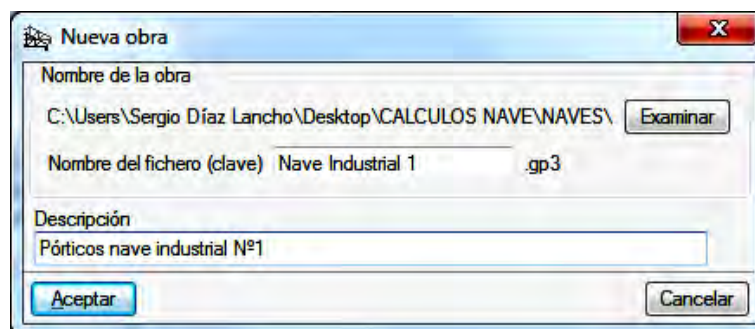 Nueva obra
Nombre de la obra
C:\Users\Sergio Díaz Lancho\Desktop\CALCULOS NAVE\NAVES\ Examinar
Nombre del fichero (clave) Nave Industrial 1 .gp3
Descripción
Pórticos nave industrial Nº1
Aceptar Cancelar